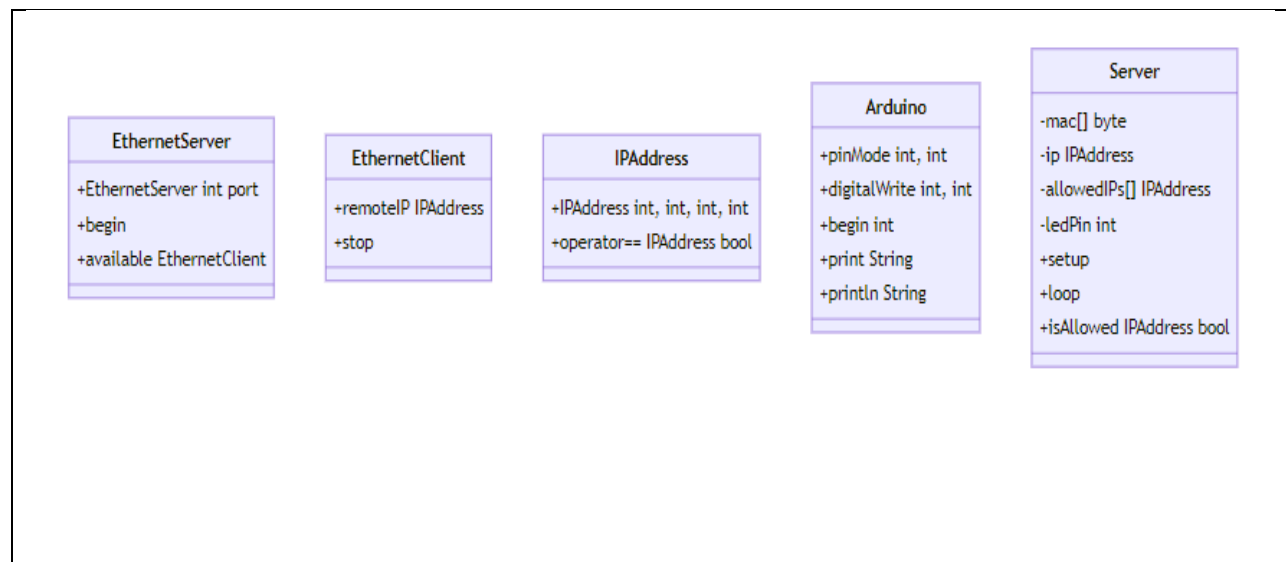 EthernetServer
+EthernetServer int port
+begin
+available EthernetClient
EthernetClient
+remoteIP IPAddress
+stop
IPAddress
+IPAddress int, int, int, int
+operator== IPAddress bool
Arduino
+pinMode int, int
+digitalWrite int, int
+begin int
+print String
+println String
Server
-mac[] byte
-ip IPAddress
-allowedIPs[] IPAddress
-ledPin int
+setup
+loop
+isAllowed IPAddress bool